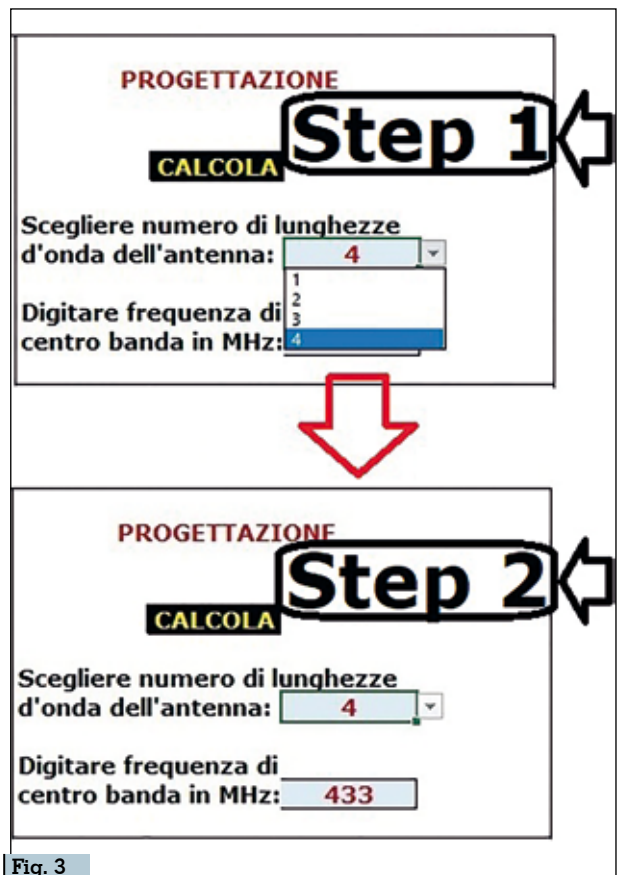 PROGETTAZIONE
Step 1
CALCOLA
Scegliere numero di lunghezze
d'onda dell'antenna: 4
1
2
3
4
Digitare frequenza di
centro banda in MHz:
PROGETTAZIONE
Step 2
CALCOLA
Scegliere numero di lunghezze
d'onda dell'antenna: 4
Digitare frequenza di
centro banda in MHz: 433
Fig. 3